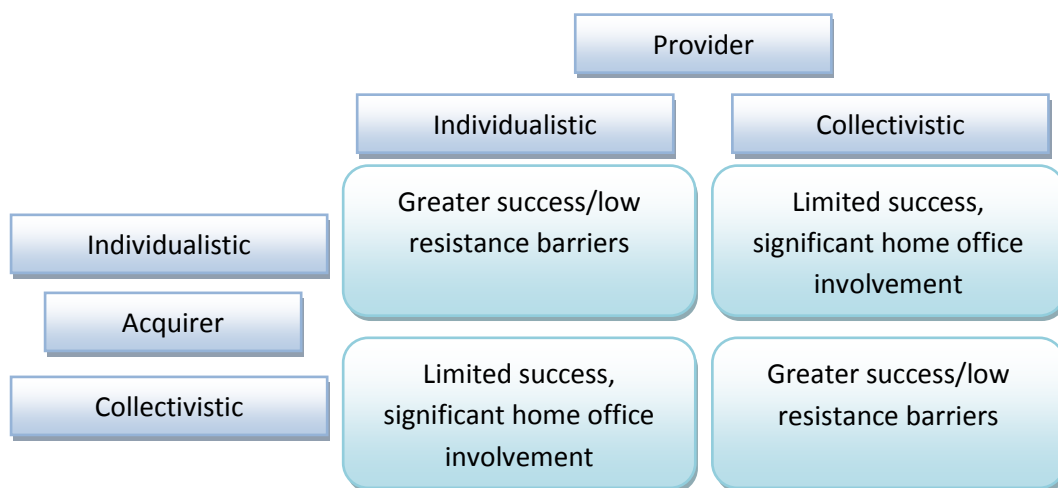 Provider
Individualistic
Collectivistic
Greater success/low
resistance barriers
Limited success,
significant home office
involvement
Individualistic
Acquirer
Collectivistic
Limited success,
significant home office
involvement
Greater success/low
resistance barriers